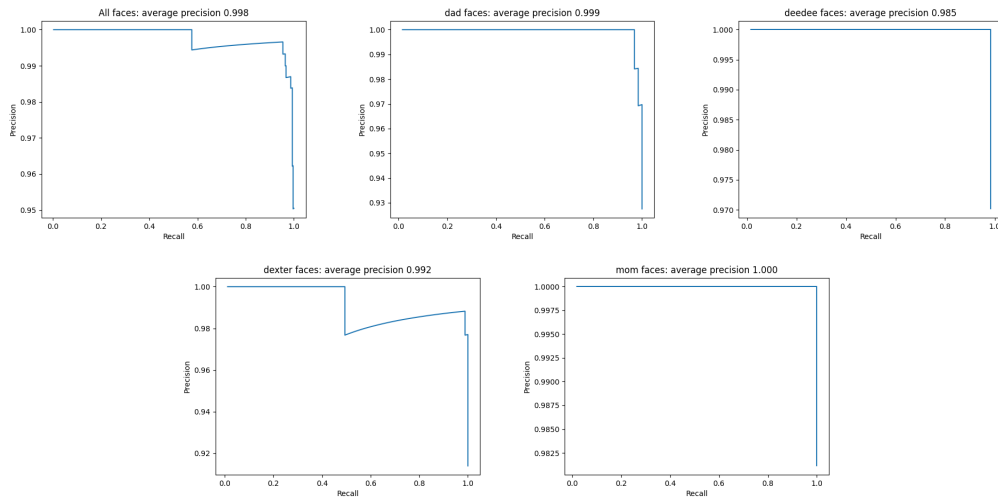 All faces: average precision 0.998
1.00
0.99
0.98
0.97
0.96
0.95
Precision
0.0 0.2 0.4 0.6 0.8 1.0
Recall
dad faces: average precision 0.999
1.00
0.99
0.98
0.97
0.96
0.95
0.94
0.93
Precision
0.0 0.2 0.4 0.6 0.8 1.0
Recall
deedee faces: average precision 0.985
1.000
0.995
0.990
0.985
0.980
0.975
0.970
Precision
0.0 0.2 0.4 0.6 0.8 1.0
Recall
dexter faces: average precision 0.992
1.00
0.98
0.96
0.94
0.92
Precision
0.0 0.2 0.4 0.6 0.8 1.0
Recall
mom faces: average precision 1.000
1.0000
0.9975
0.9950
0.9925
0.9900
0.9875
0.9850
0.9825
Precision
0.0 0.2 0.4 0.6 0.8 1.0
Recall